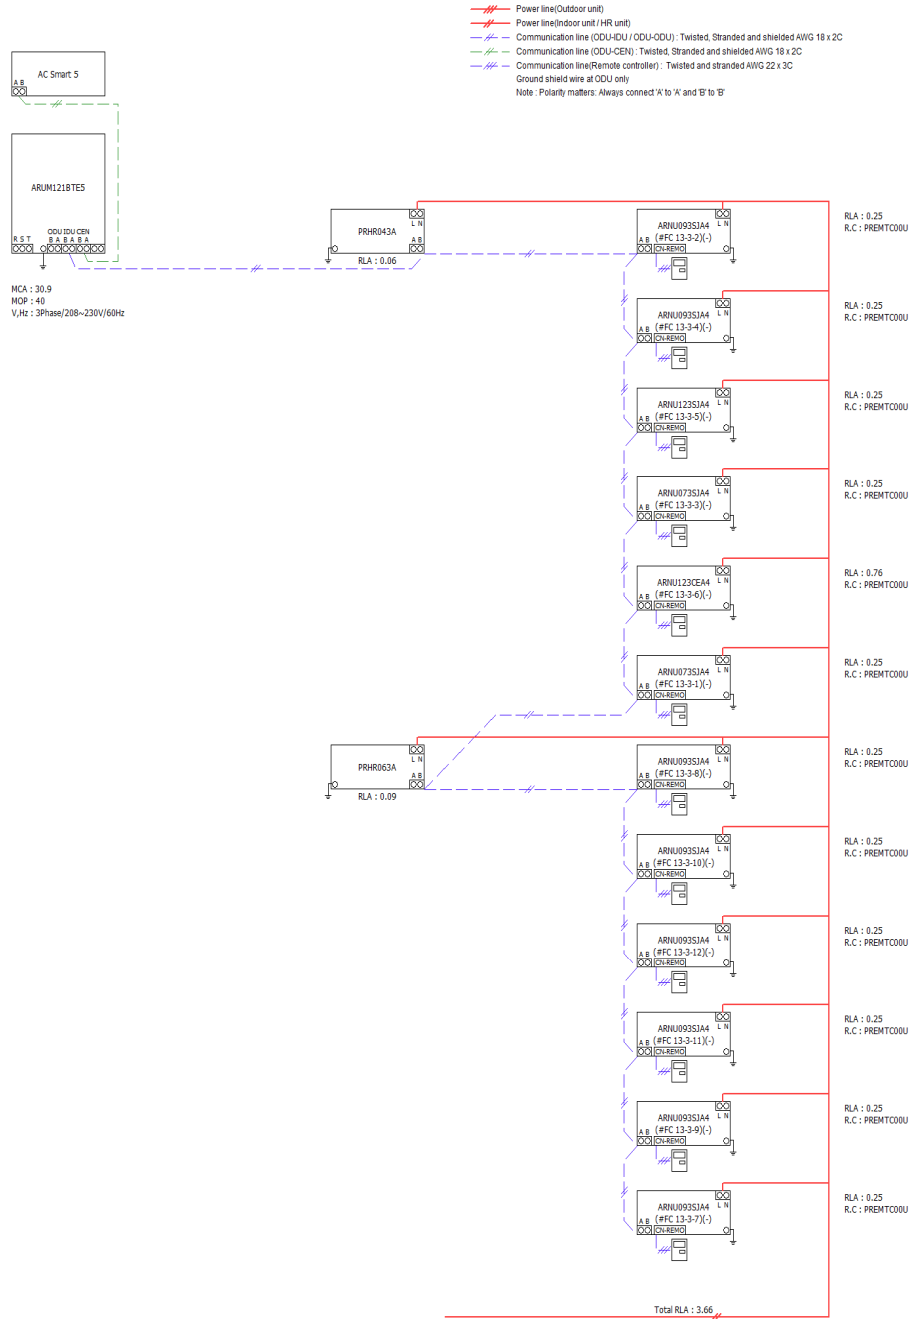 Power line(Outdoor unit)
Power line(Indoor unit / HR unit)
Communication line (ODU-IDU / ODU-ODU) : Twisted, Stranded and shielded AWG 18 x 2C
Communication line (ODU-CEN) : Twisted, Stranded and shielded AWG 18 x 2C
Communication line(Remote controller) : Twisted and stranded AWG 22 x 3C
Ground shield wire at ODU only
Note : Polarity matters: Always connect 'A' to 'A' and 'B' to 'B'
AC Smart 5
A B
ARUM121BTE5
ODU IDU CEN
R S T B A B A B A
MCA : 30.9
MOP : 40
V,Hz : 3Phase/208~230V/60Hz
PRHR043A
L N
A B
RLA : 0.06
ARNU093SJA4
L N
(#FC 13-3-2)(-)
A B CN-REMO
RLA : 0.25
R.C : PREMTC00U
ARNU093SJA4
L N
(#FC 13-3-4)(-)
A B CN-REMO
RLA : 0.25
R.C : PREMTC00U
ARNU123SJA4
L N
(#FC 13-3-5)(-)
A B CN-REMO
RLA : 0.25
R.C : PREMTC00U
ARNU073SJA4
L N
(#FC 13-3-3)(-)
A B CN-REMO
RLA : 0.25
R.C : PREMTC00U
ARNU123CEA4
L N
(#FC 13-3-6)(-)
A B CN-REMO
RLA : 0.76
R.C : PREMTC00U
ARNU073SJA4
L N
(#FC 13-3-1)(-)
A B CN-REMO
RLA : 0.25
R.C : PREMTC00U
PRHR063A
L N
A B
RLA : 0.09
ARNU093SJA4
L N
(#FC 13-3-8)(-)
A B CN-REMO
RLA : 0.25
R.C : PREMTC00U
ARNU093SJA4
L N
(#FC 13-3-10)(-)
A B CN-REMO
RLA : 0.25
R.C : PREMTC00U
ARNU093SJA4
L N
(#FC 13-3-12)(-)
A B CN-REMO
RLA : 0.25
R.C : PREMTC00U
ARNU093SJA4
L N
(#FC 13-3-11)(-)
A B CN-REMO
RLA : 0.25
R.C : PREMTC00U
ARNU093SJA4
L N
(#FC 13-3-9)(-)
A B CN-REMO
RLA : 0.25
R.C : PREMTC00U
ARNU093SJA4
L N
(#FC 13-3-7)(-)
A B CN-REMO
RLA : 0.25
R.C : PREMTC00U
Total RLA : 3.66